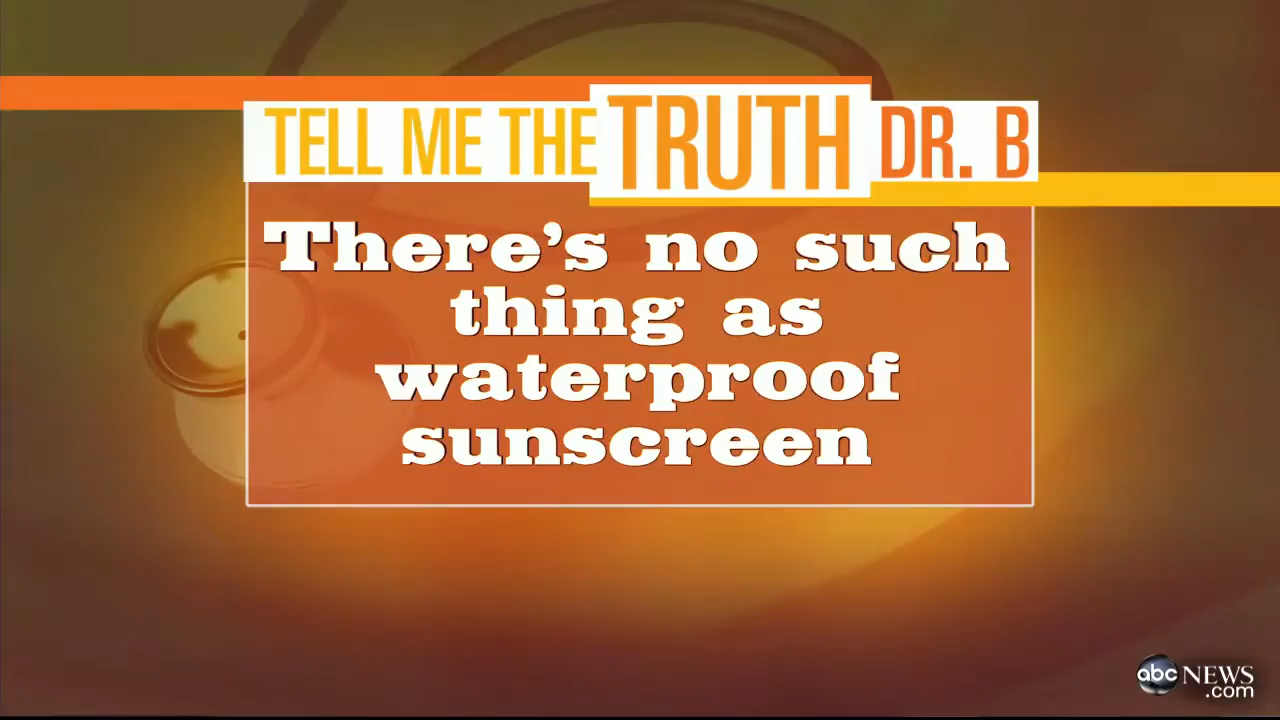 TELL ME THE TRUTH DR. B
There's no such
thing as
waterproof
sunscreen
abc NEWS
.com